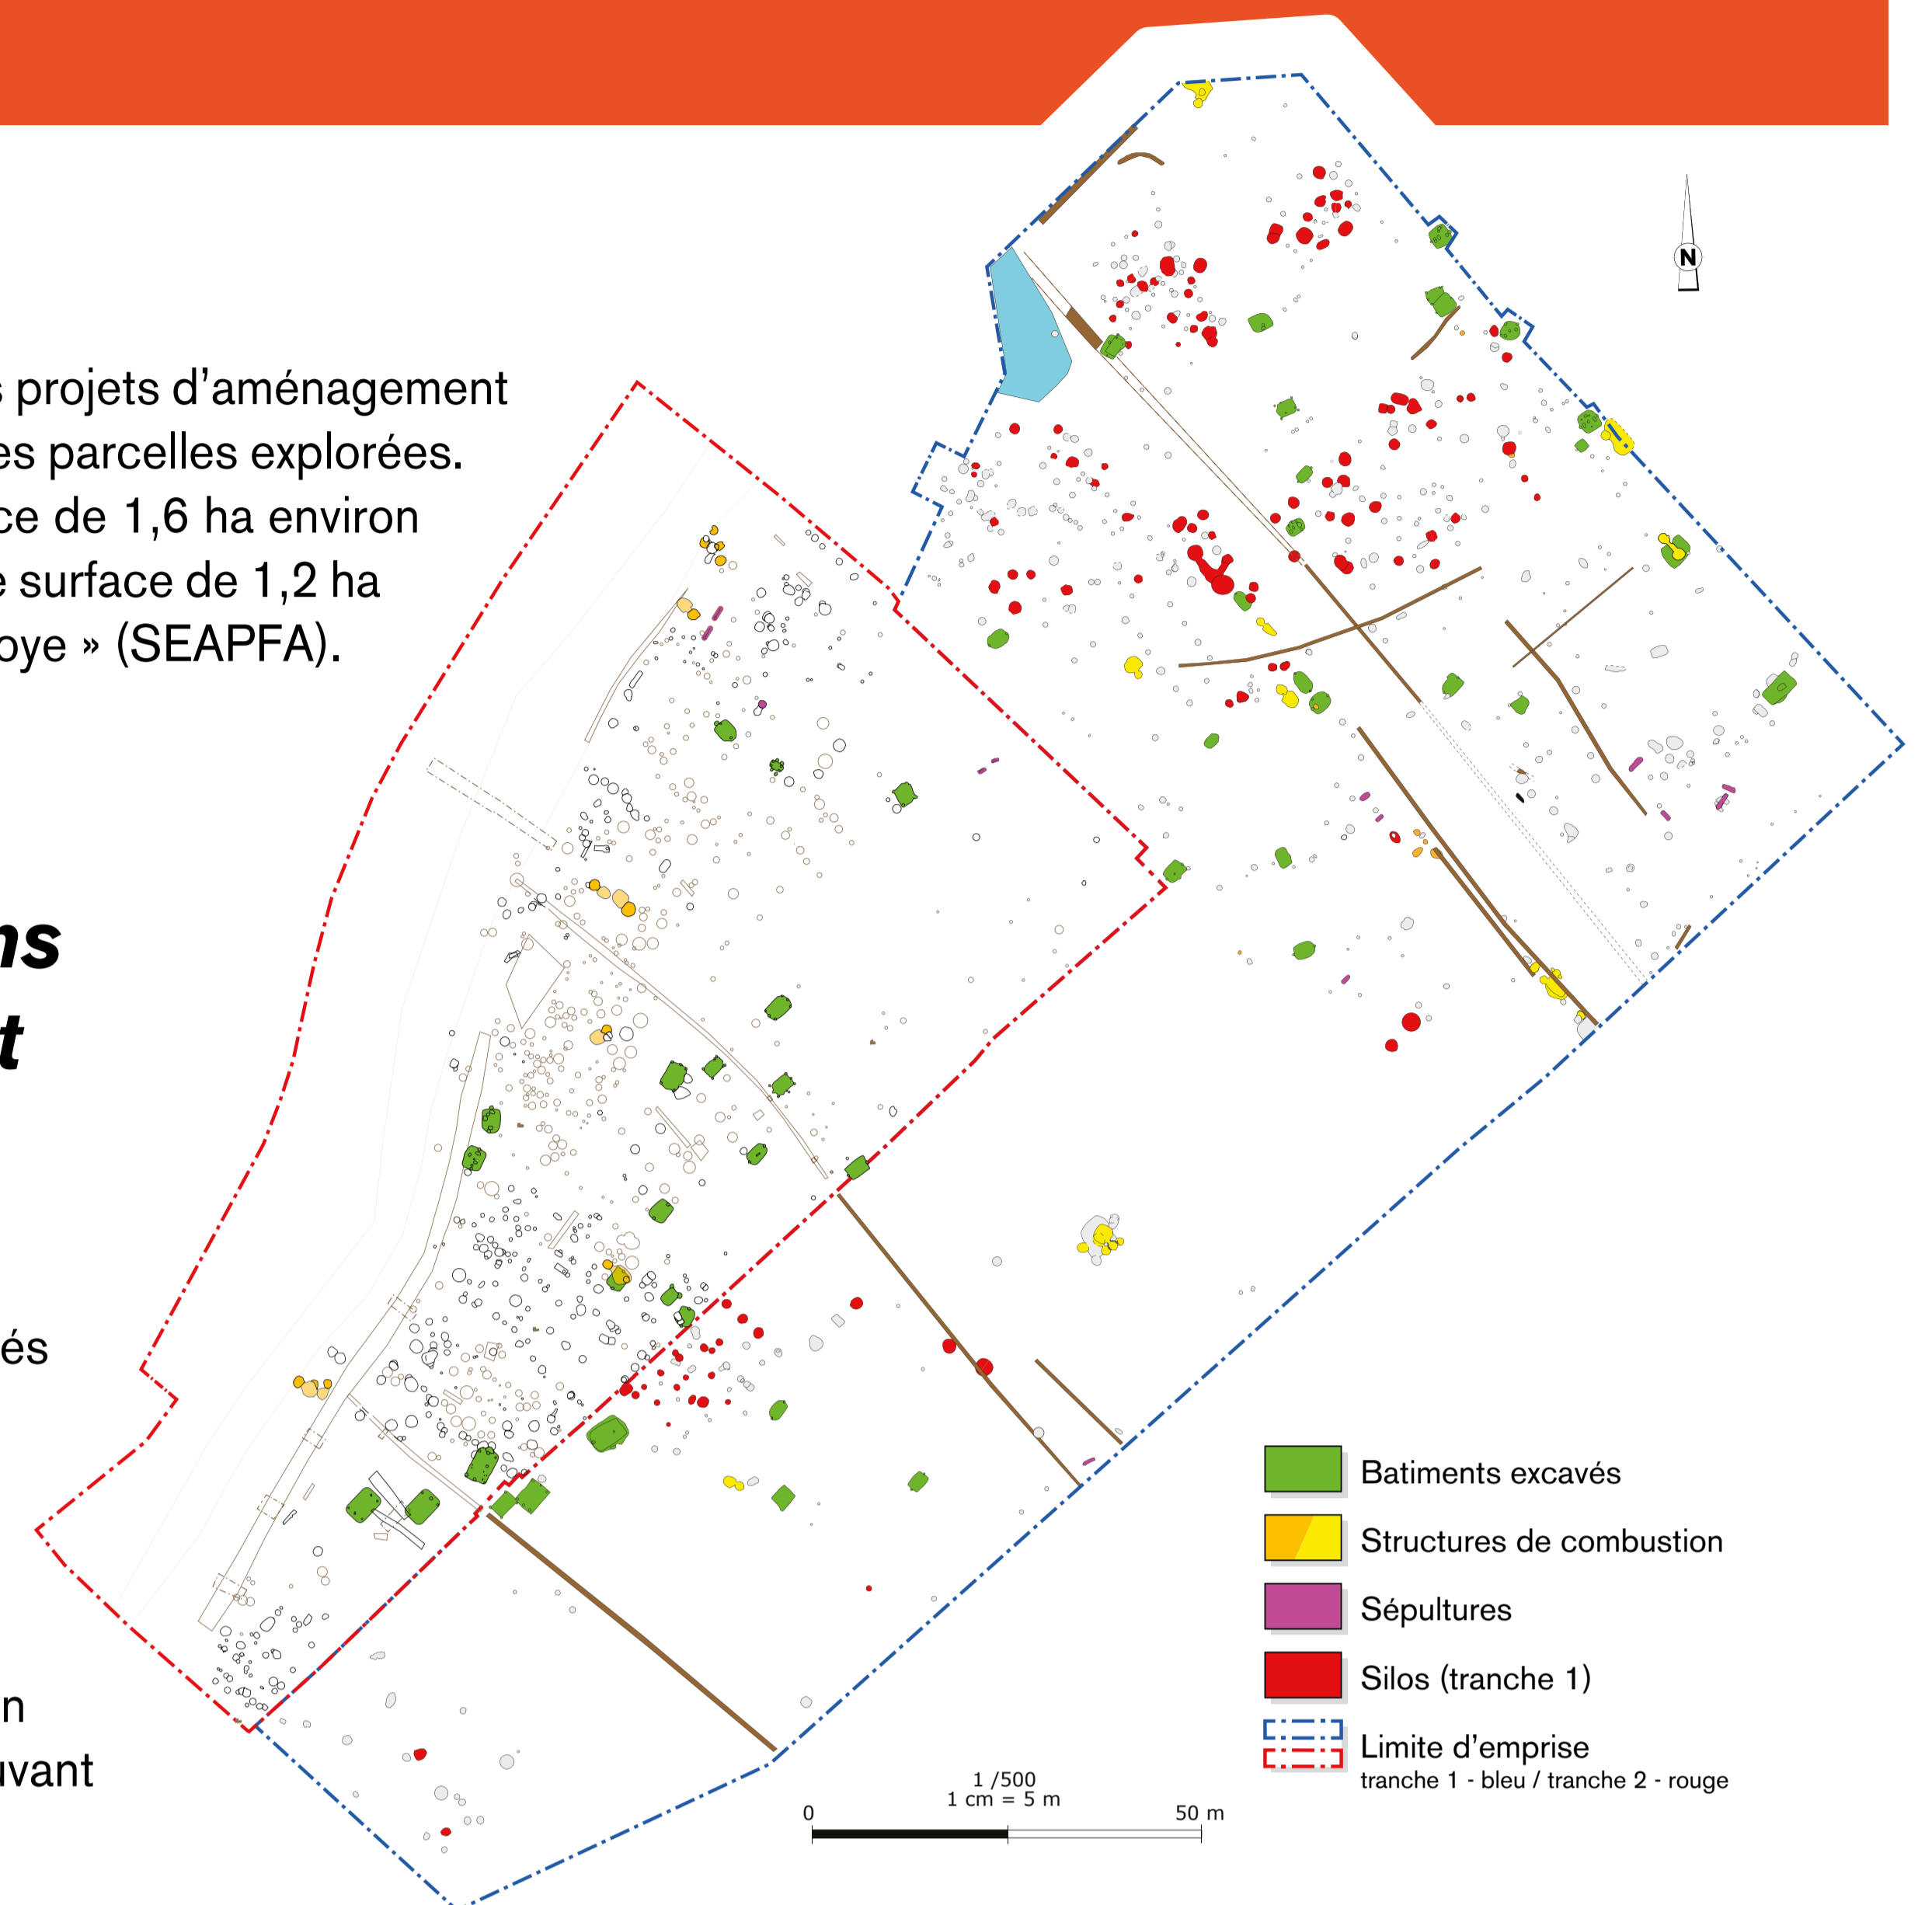 s projets d'aménagement
es parcelles explorées.
ce de 1,6 ha environ
e surface de 1,2 ha
oye » (SEAPFA).
ns
t
és
n
uvant
N
Batiments excavés
Structures de combustion
Sépultures
Silos (tranche 1)
Limite d'emprise
tranche 1 - bleu / tranche 2 - rouge
1 /500
1 cm = 5 m
0 50 m